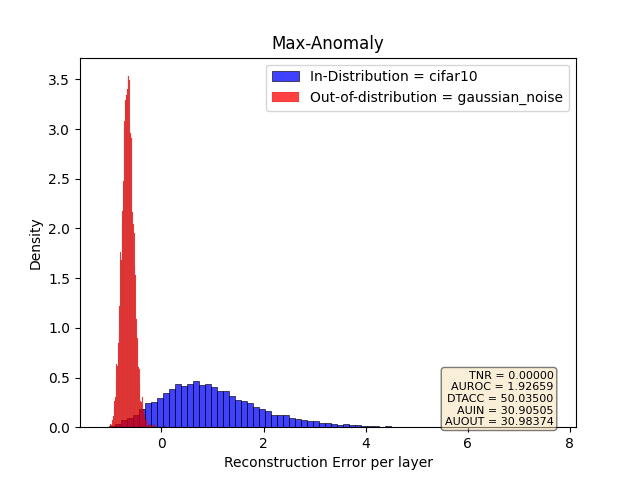 Max-Anomaly
In-Distribution = cifar10
Out-of-distribution = gaussian_noise
3.5
3.0
2.5
2.0
1.5
1.0
0.5
0.0
Density
TNR = 0.00000
AUROC = 1.92659
DTACC = 50.03500
AUIN = 30.90505
AUOUT = 30.98374
0 2 4 6 8
Reconstruction Error per layer